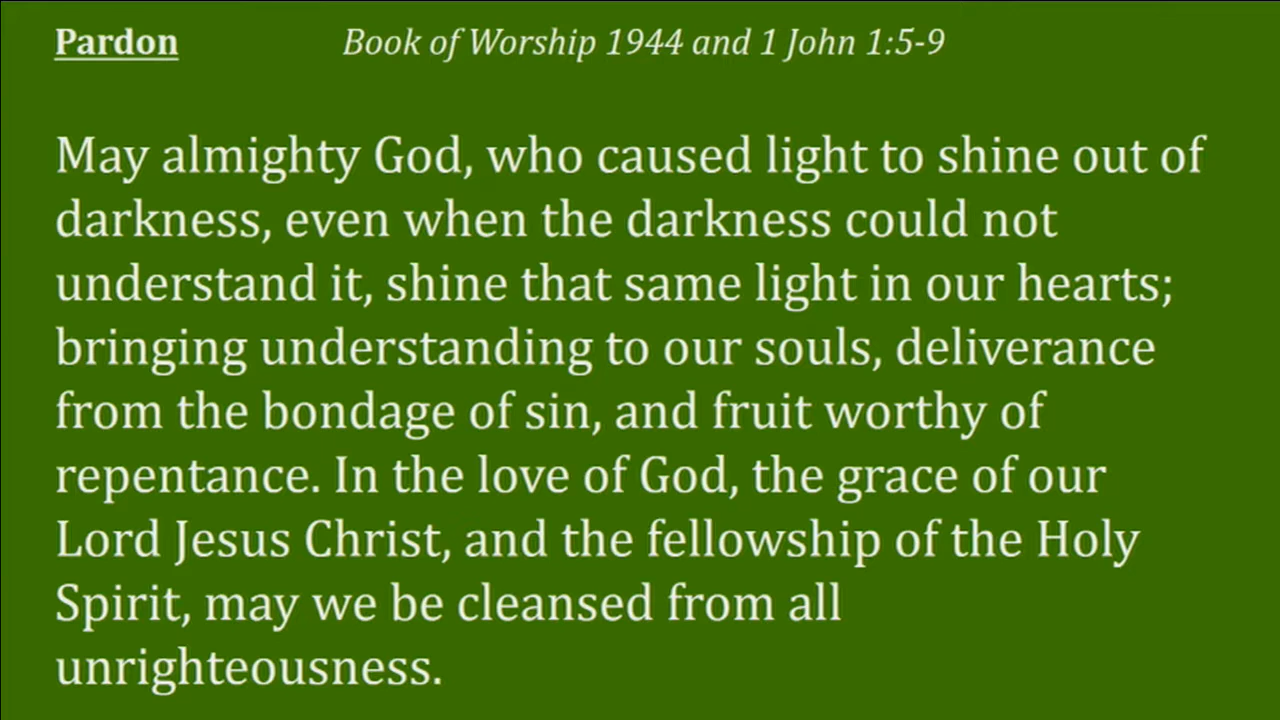 Pardon Book of Worship 1944 and 1 John 1:5-9
May almighty God, who caused light to shine out of
darkness, even when the darkness could not
understand it, shine that same light in our hearts;
bringing understanding to our souls, deliverance
from the bondage of sin, and fruit worthy of
repentance. In the love of God, the grace of our
Lord Jesus Christ, and the fellowship of the Holy
Spirit, may we be cleansed from all
unrighteousness.